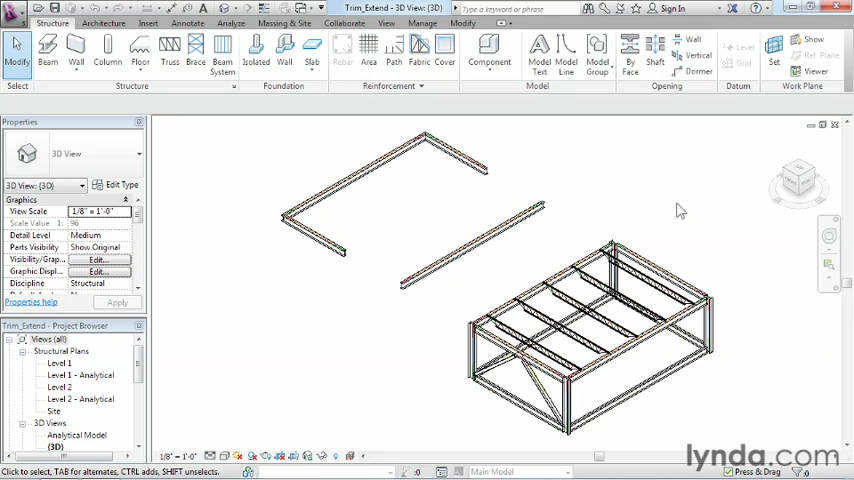 Trim_Extend - 3D View: {3D}
Type a keyword or phrase
Sign In
Structure Architecture Insert Annotate Analyze Massing & Site Collaborate View Manage Modify
Modify Beam Wall Column Floor Truss Brace Beam System Isolated Wall Slab Rebar Area Path Fabric Cover Component Model Text Model Line Model Group By Face Shaft Wall Vertical Dormer Level Grid Set Show Ref Plane Viewer
Select Structure Foundation Reinforcement Model Opening Datum Work Plane
Properties
3D View
3D View: {3D} Edit Type
Graphics
View Scale 1/8" = 1'-0"
Scale Value 1: 96
Detail Level Medium
Parts Visibility Show Original
Visibility/Grap... Edit...
Graphic Displ... Edit...
Discipline Structural
Properties help Apply
Trim_Extend - Project Browser
Views (all)
Structural Plans
Level 1
Level 1 - Analytical
Level 2
Level 2 - Analytical
Site
3D Views
Analytical Model
{3D}
1/8" = 1'-0"
lynda.com
Click to select, TAB for alternates, CTRL adds, SHIFT unselects. :0 Main Model Press & Drag :0